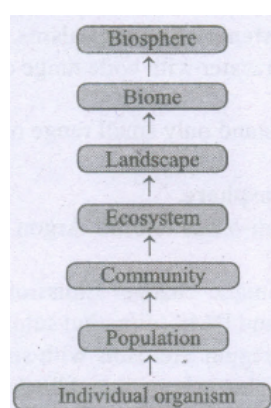 Biosphere
Biome
Landscape
Ecosystem
Community
Population
Individual organism